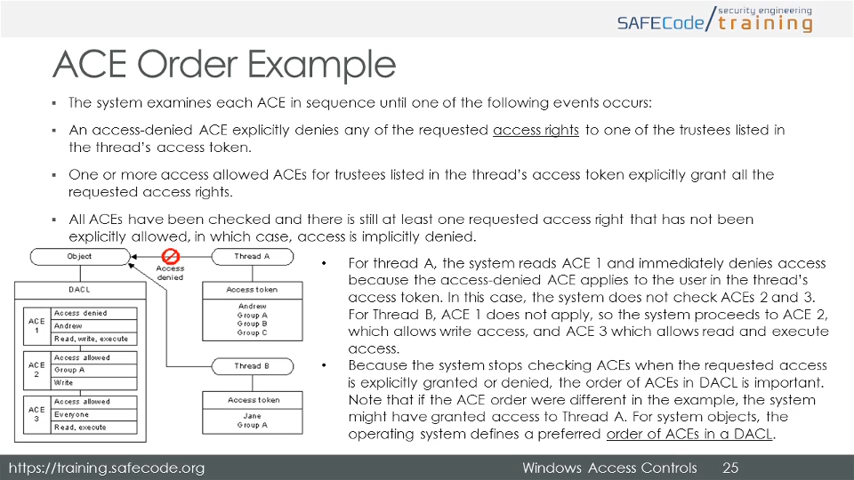 security engineering
SAFECode/training
ACE Order Example
▪ The system examines each ACE in sequence until one of the following events occurs:
▪ An access-denied ACE explicitly denies any of the requested access rights to one of the trustees listed in
the thread's access token.
▪ One or more access allowed ACEs for trustees listed in the thread's access token explicitly grant all the
requested access rights.
▪ All ACEs have been checked and there is still at least one requested access right that has not been
explicitly allowed, in which case, access is implicitly denied.
Object
Access
denied
Thread A
DACL
Access token
Andrew
Group A
Group B
Group C
ACE
1
Access denied
Andrew
Read, write, execute
ACE
2
Access allowed
Group A
Write
ACE
3
Access allowed
Everyone
Read, execute
Thread B
Access token
Jane
Group A
• For thread A, the system reads ACE 1 and immediately denies access
because the access-denied ACE applies to the user in the thread's
access token. In this case, the system does not check ACEs 2 and 3.
For Thread B, ACE 1 does not apply, so the system proceeds to ACE 2,
which allows write access, and ACE 3 which allows read and execute
access.
• Because the system stops checking ACEs when the requested access
is explicitly granted or denied, the order of ACEs in DACL is important.
Note that if the ACE order were different in the example, the system
might have granted access to Thread A. For system objects, the
operating system defines a preferred order of ACEs in a DACL.
https://training.safecode.org
Windows Access Controls 25